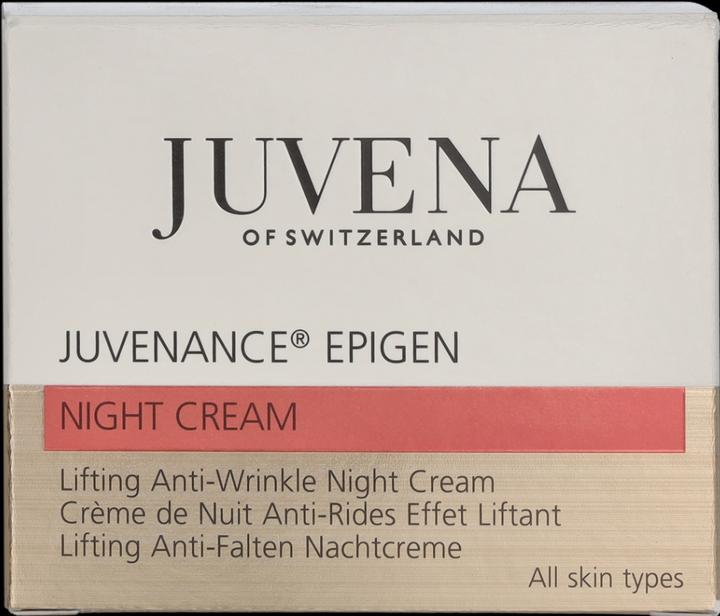 JUVENA
OF SWITZERLAND
JUVENANCE® EPIGEN
NIGHT CREAM
Lifting Anti-Wrinkle Night Cream
Crème de Nuit Anti-Rides Effet Liftant
Lifting Anti-Falten Nachtcreme
All skin types